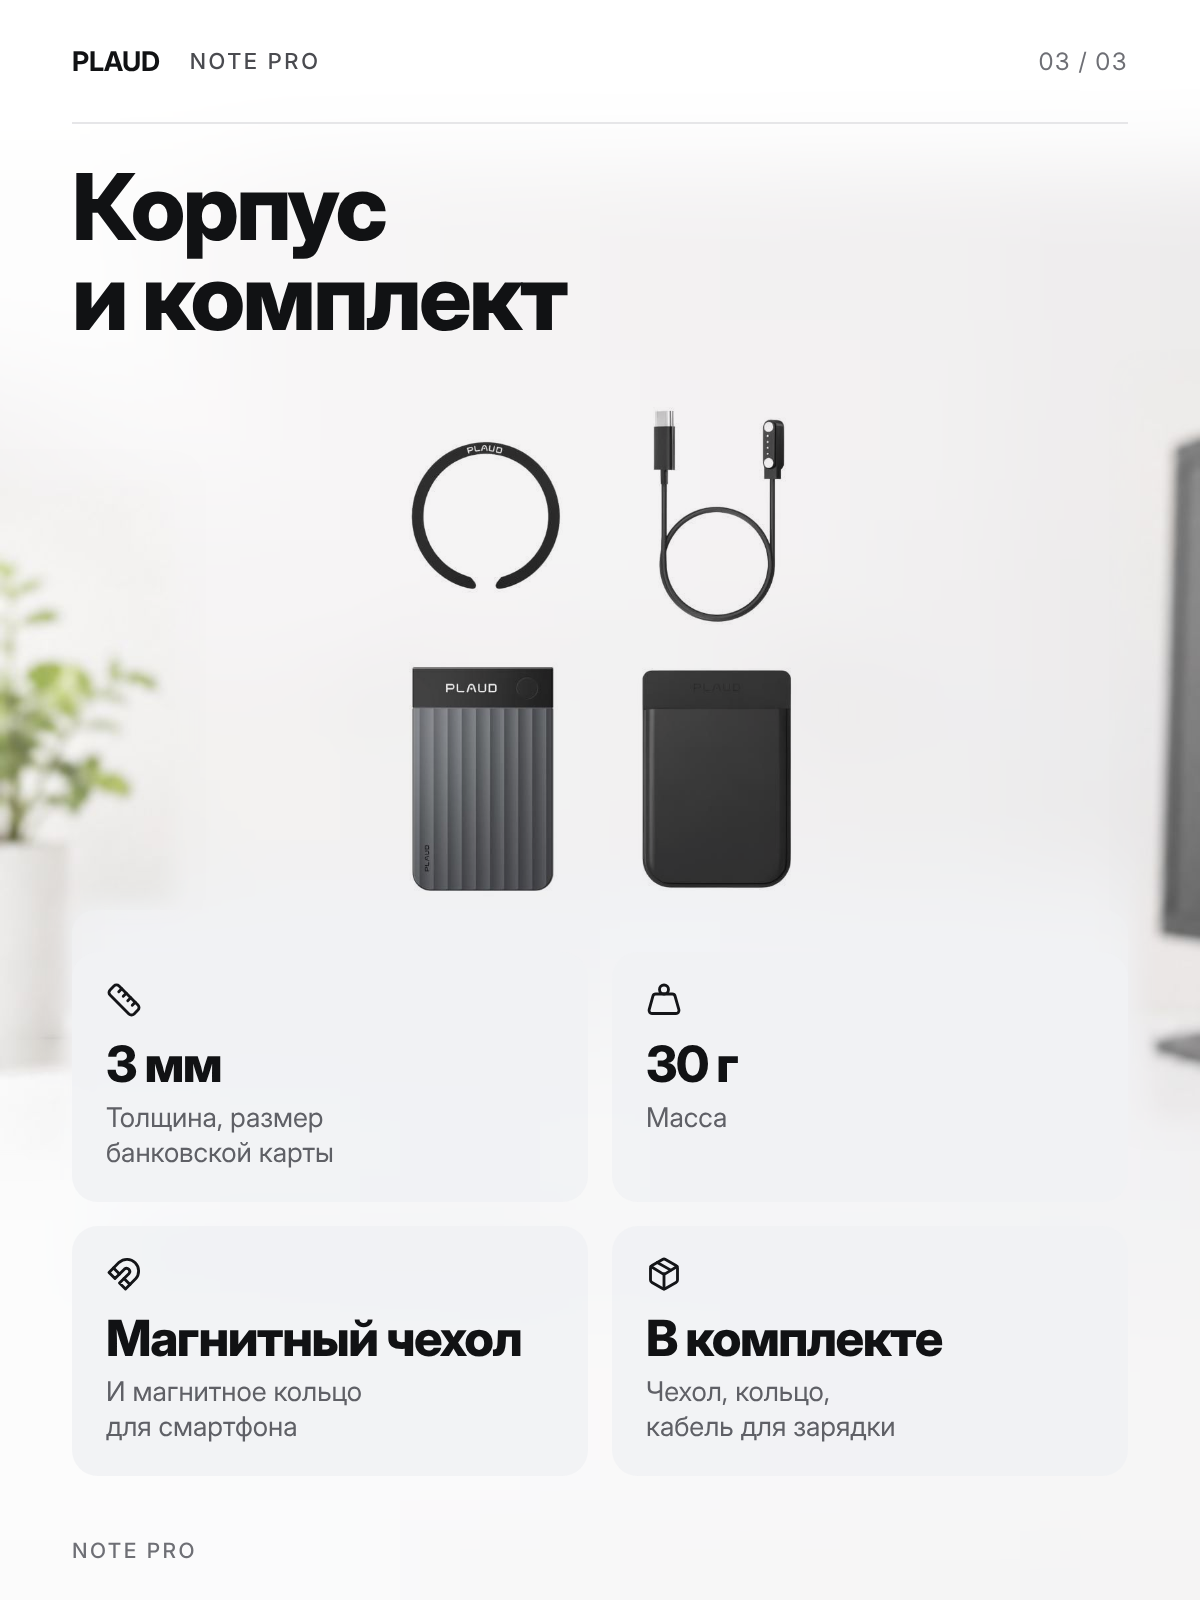 PLAUD NOTE PRO 03 / 03
Корпус
и комплект
PLAUD
PLAUD
PLAUD
PLAUD
3 мм
Толщина, размер
банковской карты
30 г
Масса
Магнитный чехол
И магнитное кольцо
для смартфона
В комплекте
Чехол, кольцо,
кабель для зарядки
NOTE PRO